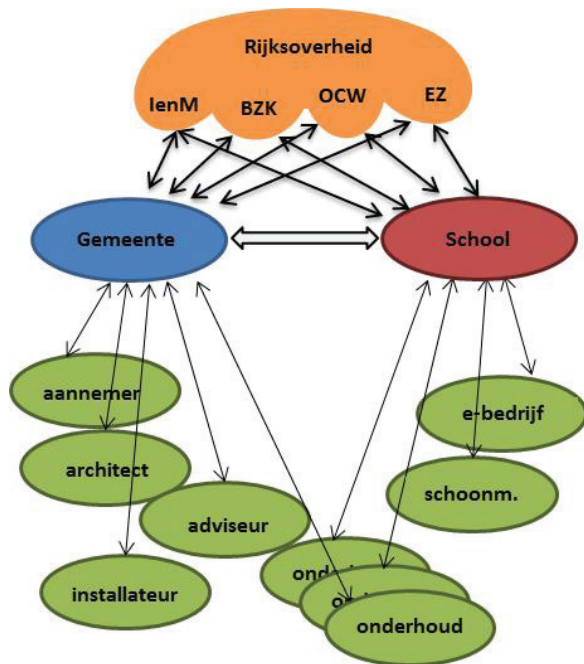 Rijksoverheid
IenM BZK OCW EZ
Gemeente
School
aannemer
e-bedrijf
architect
schoonm.
adviseur
installateur
onderhoud